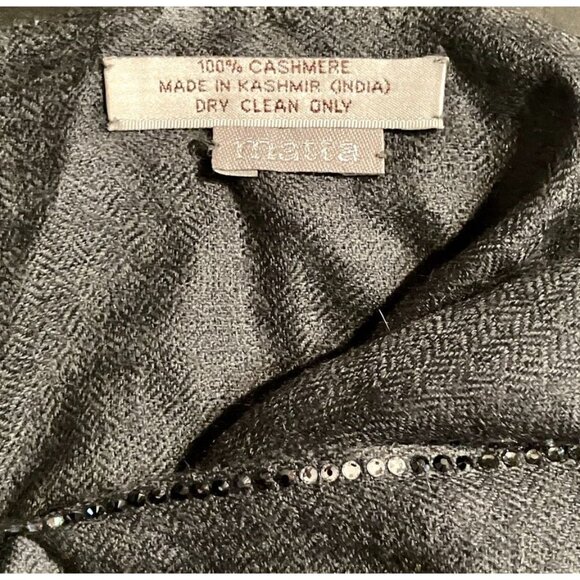 100% CASHMERE
MADE IN KASHMIR (INDIA)
DRY CLEAN ONLY
matta